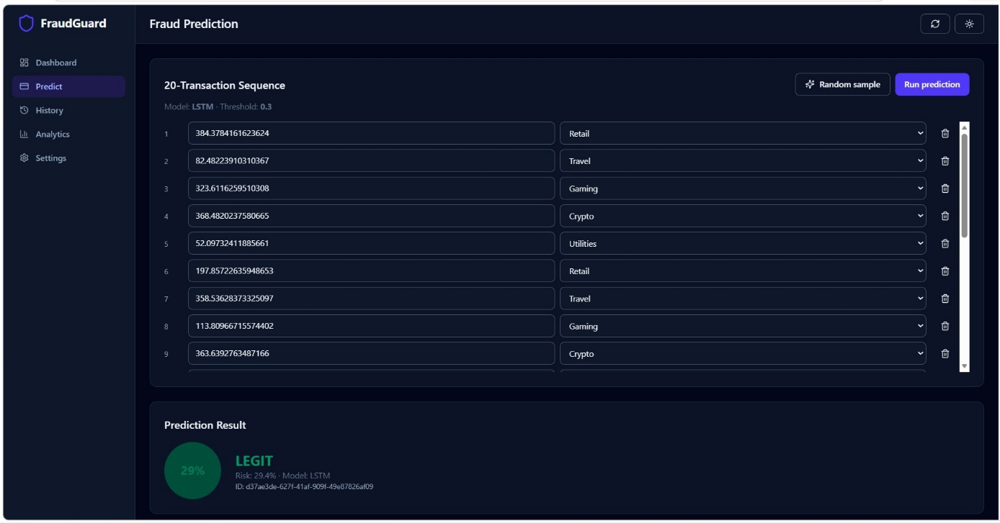 FraudGuard
Fraud Prediction
Dashboard
Predict
History
Analytics
Settings
20-Transaction Sequence
Random sample
Run prediction
Model: LSTM · Threshold: 0.3
1 384.3784161623624 Retail
2 82.48223910310367 Travel
3 323.6116259510308 Gaming
4 368.4820237580665 Crypto
5 52.09732411885661 Utilities
6 197.85722635948653 Retail
7 358.53628373325097 Travel
8 113.80966715574402 Gaming
9 363.6392763487166 Crypto
Prediction Result
29%
LEGIT
Risk: 29.4% · Model: LSTM
ID: d37ae3de-627f-41af-909f-49e87826af09